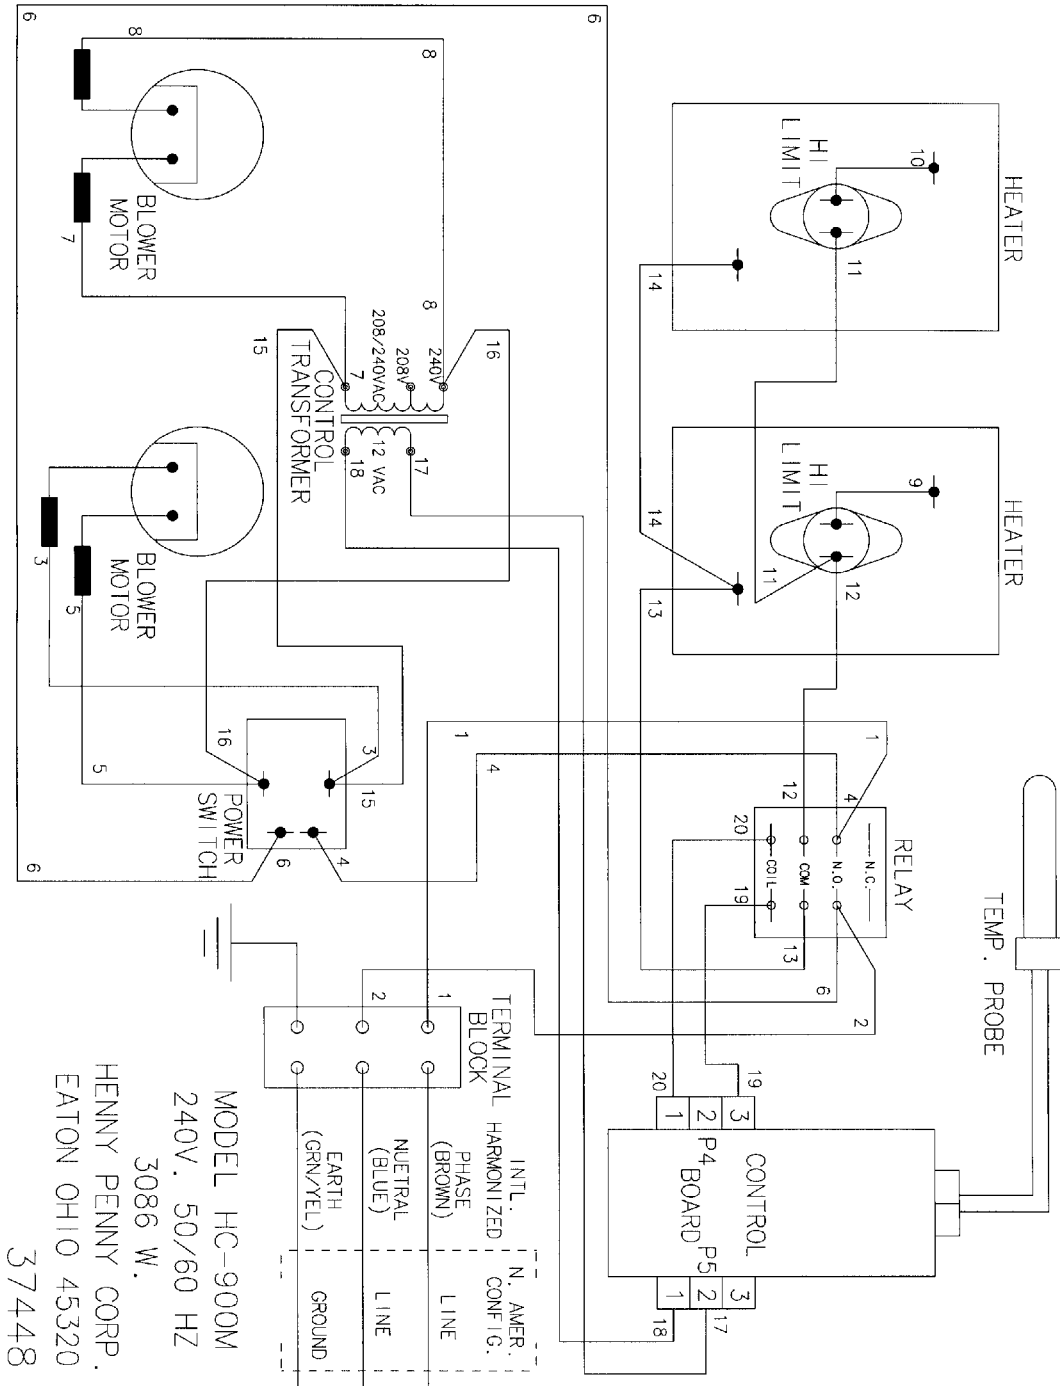 HEATER
HI
LIMIT
10
11
14
HEATER
HI
LIMIT
9
11
12
14
13
TEMP. PROBE
RELAY
N.C.
N.O.
COM
COIL
1
4
12
20
19
13
6
2
CONTROL
BOARD
P4
1
2
3
20
19
P5
1
2
3
18
17
6
6
8
8
8
7
BLOWER
MOTOR
15
16
240V
208V
208/240VAC
7
CONTROL
TRANSFORMER
12 VAC
17
18
BLOWER
MOTOR
3
5
5
16
3
15
POWER
SWITCH
6
4
6
1
4
TERMINAL
BLOCK
1
2
INTL.
HARMONIZED
PHASE
(BROWN)
NUETRAL
(BLUE)
EARTH
(GRN/YEL)
N. AMER.
CONFIG.
LINE
LINE
GROUND
MODEL HC-900M
240V. 50/60 HZ
3086 W.
HENNY PENNY CORP.
EATON OHIO 45320
37448